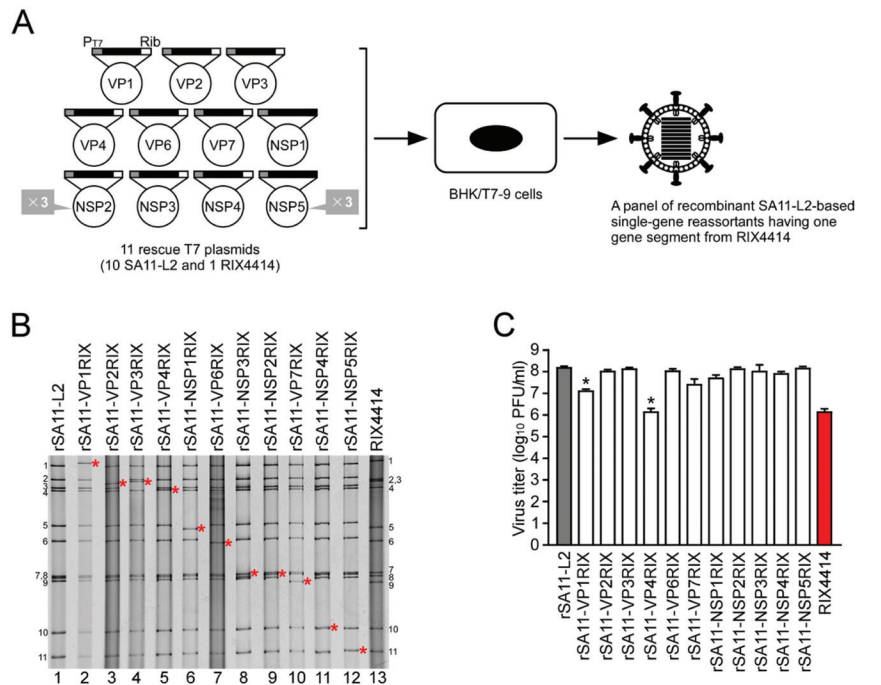 A
P_T7 Rib
VP1 VP2 VP3
VP4 VP6 VP7 NSP1
×3 NSP2 NSP3 NSP4 NSP5 ×3
11 rescue T7 plasmids
(10 SA11-L2 and 1 RIX4414)
BHK/T7-9 cells
A panel of recombinant SA11-L2-based
single-gene reassortants having one
gene segment from RIX4414
B
rSA11-L2
rSA11-VP1RIX
rSA11-VP2RIX
rSA11-VP3RIX
rSA11-VP4RIX
rSA11-NSP1RIX
rSA11-VP6RIX
rSA11-NSP3RIX
rSA11-NSP2RIX
rSA11-VP7RIX
rSA11-NSP4RIX
rSA11-NSP5RIX
RIX4414
1
2
3
4
5
6
7,8
9
10
11
* * * * * * * * * * *
1
2,3
4
5
6
7
8
9
10
11
1 2 3 4 5 6 7 8 9 10 11 12 13
C
Virus titer (log₁₀ PFU/ml)
9
8
7
6
5
4
3
2
1
0
* *
rSA11-L2
rSA11-VP1RIX
rSA11-VP2RIX
rSA11-VP3RIX
rSA11-VP4RIX
rSA11-VP6RIX
rSA11-VP7RIX
rSA11-NSP1RIX
rSA11-NSP2RIX
rSA11-NSP3RIX
rSA11-NSP4RIX
rSA11-NSP5RIX
RIX4414